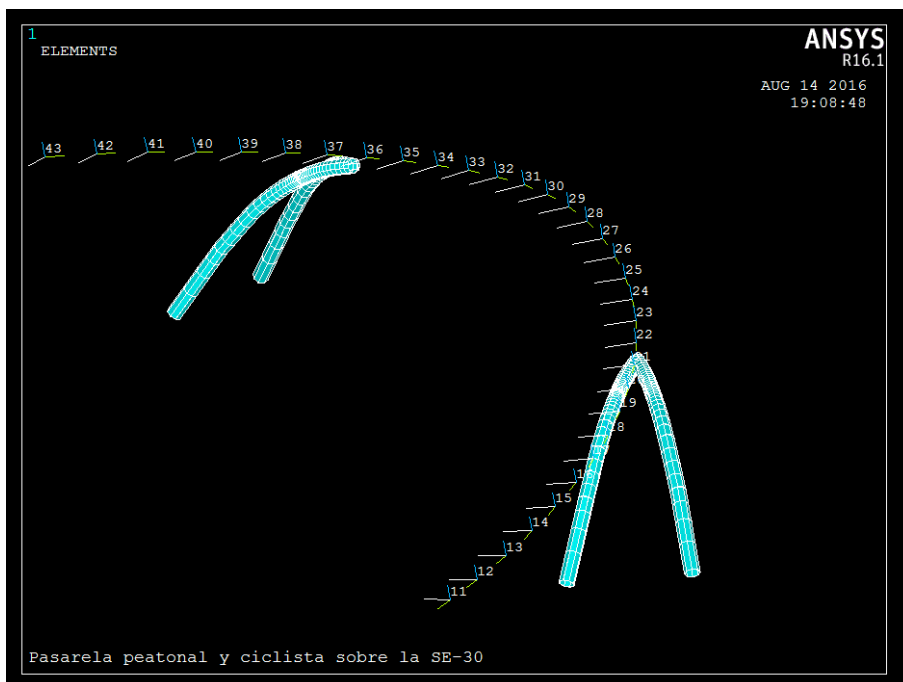 1
ELEMENTS
ANSYS
R16.1
AUG 14 2016
19:08:48
43 42 41 40 39 38 37 36 35 34 33 32 31 30 29 28 27 26 25 24 23 22
19
15
14
13
12
11
Pasarela peatonal y ciclista sobre la SE-30